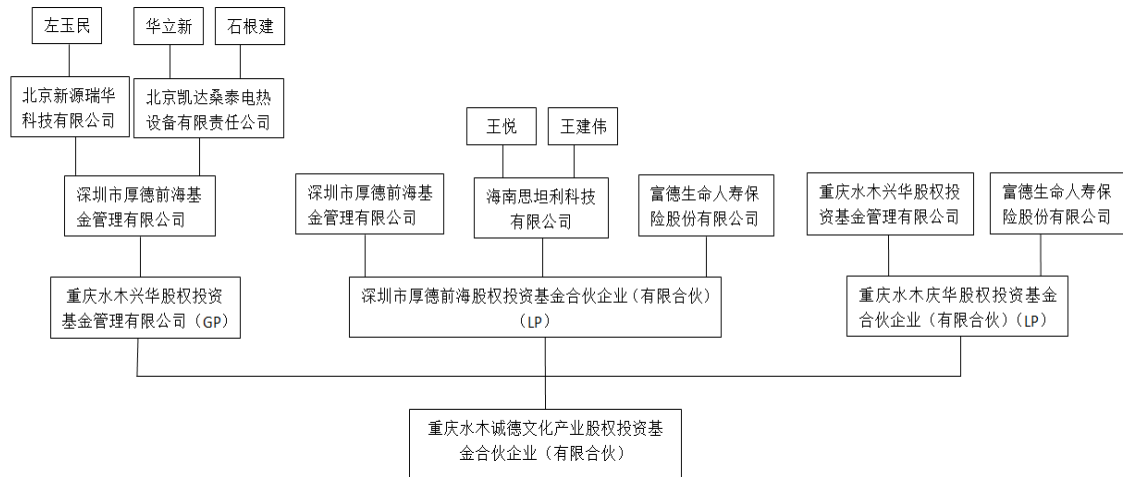 左玉民
华立新
石根建
北京新源瑞华
科技有限公司
北京凯达桑泰电热
设备有限责任公司
王悦
王建伟
深圳市厚德前海基
金管理有限公司
深圳市厚德前海基
金管理有限公司
海南思坦利科技
有限公司
富德生命人寿保
险股份有限公司
重庆水木兴华股权投
资基金管理有限公司
富德生命人寿保
险股份有限公司
重庆水木兴华股权投资
基金管理有限公司（GP）
深圳市厚德前海股权投资基金合伙企业（有限合伙）
（LP）
重庆水木庆华股权投资基金
合伙企业（有限合伙）（LP）
重庆水木诚德文化产业股权投资基
金合伙企业（有限合伙）